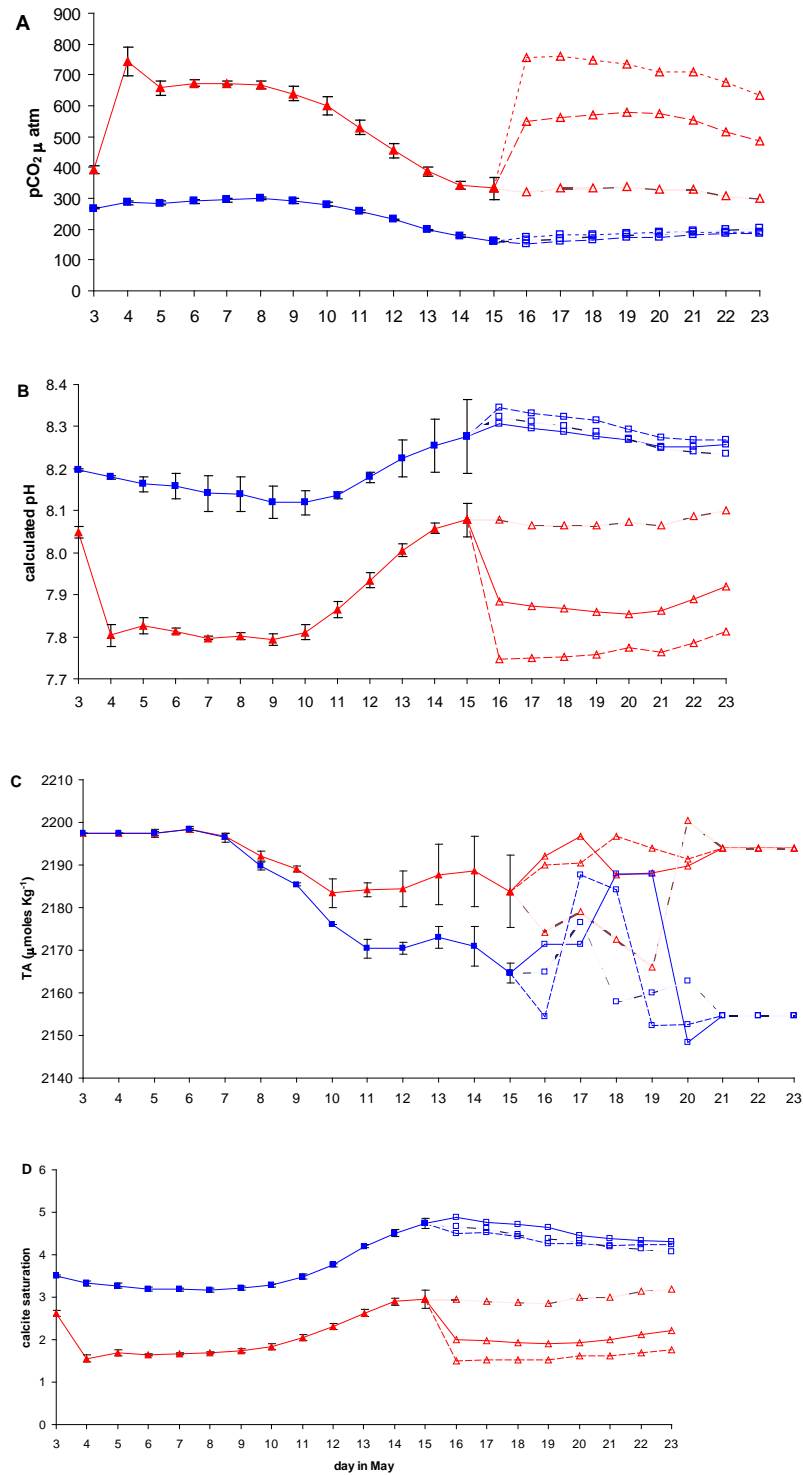 A
900
800
700
600
500
400
300
200
100
0
pCO₂ µ atm
3 4 5 6 7 8 9 10 11 12 13 14 15 16 17 18 19 20 21 22 23
B
8.4
8.3
8.2
8.1
8.0
7.9
7.8
7.7
calculated pH
3 4 5 6 7 8 9 10 11 12 13 14 15 16 17 18 19 20 21 22 23
C
2210
2200
2190
2180
2170
2160
2150
2140
TA (µmoles Kg⁻¹)
3 4 5 6 7 8 9 10 11 12 13 14 15 16 17 18 19 20 21 22 23
D
6
5
4
3
2
1
0
calcite saturation
3 4 5 6 7 8 9 10 11 12 13 14 15 16 17 18 19 20 21 22 23
day in May